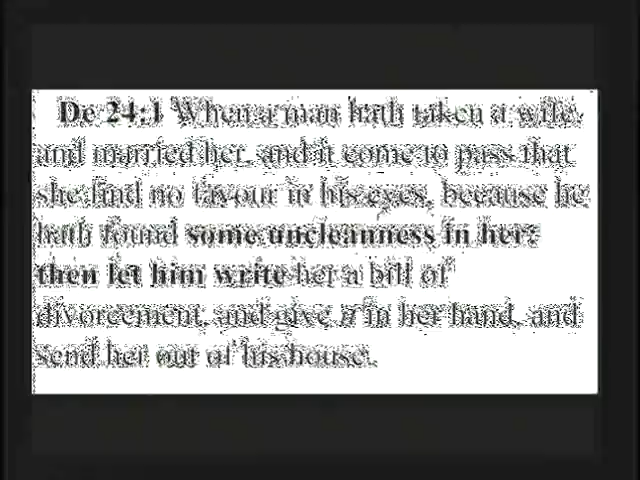 De 24:1 When a man hath taken a wife,
and married her, and it come to pass that
she find no favour in his eyes, because he
hath found some uncleanness in her:
then let him write her a bill of
divorcement, and give it in her hand, and
send her out of his house.